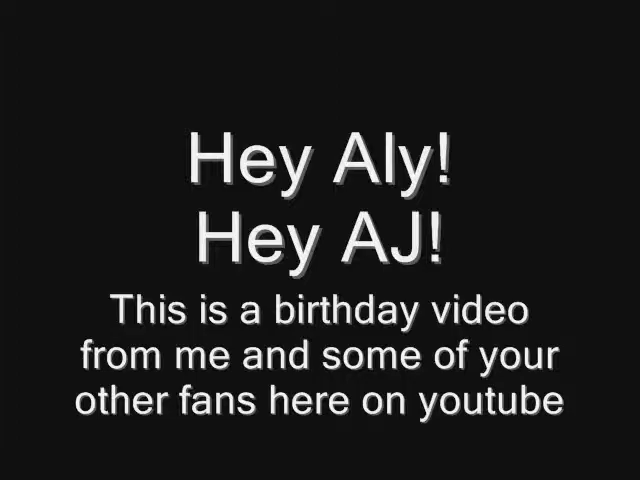 Hey Aly!
Hey AJ!
This is a birthday video
from me and some of your
other fans here on youtube